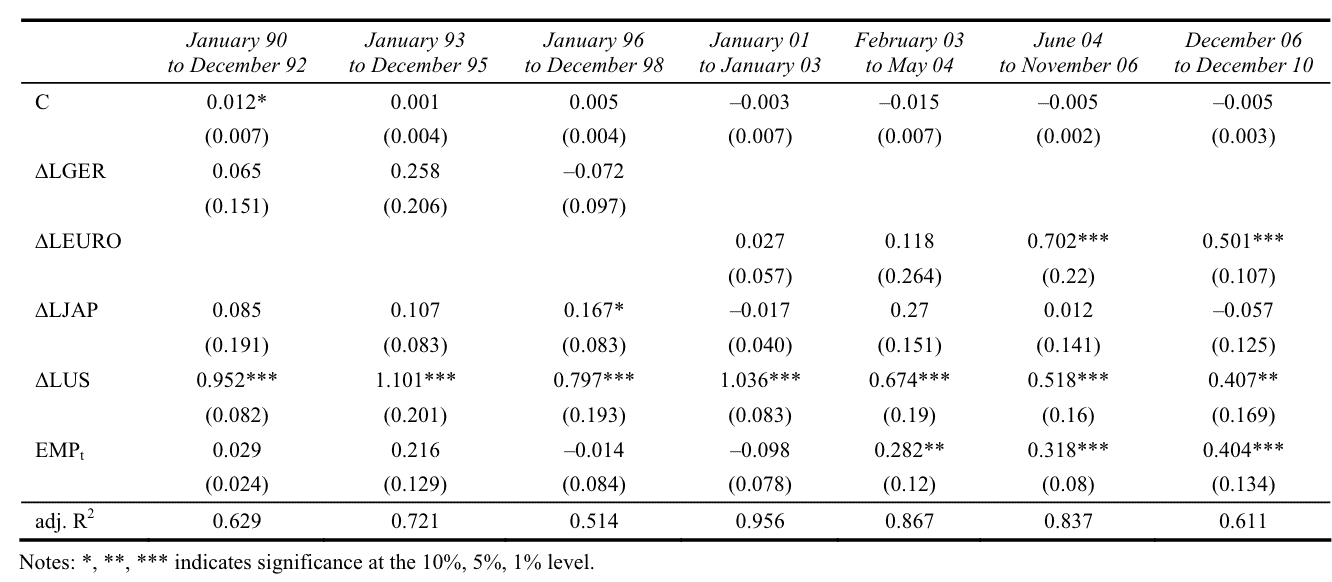 January 90 January 93 January 96 January 01 February 03 June 04 December 06
to December 92 to December 95 to December 98 to January 03 to May 04 to November 06 to December 10
C 0.012* 0.001 0.005 –0.003 –0.015 –0.005 –0.005
(0.007) (0.004) (0.004) (0.007) (0.007) (0.002) (0.003)
ΔLGER 0.065 0.258 –0.072
(0.151) (0.206) (0.097)
ΔLEURO 0.027 0.118 0.702*** 0.501***
(0.057) (0.264) (0.22) (0.107)
ΔLJAP 0.085 0.107 0.167* –0.017 0.27 0.012 –0.057
(0.191) (0.083) (0.083) (0.040) (0.151) (0.141) (0.125)
ΔLUS 0.952*** 1.101*** 0.797*** 1.036*** 0.674*** 0.518*** 0.407**
(0.082) (0.201) (0.193) (0.083) (0.19) (0.16) (0.169)
EMPt 0.029 0.216 –0.014 –0.098 0.282** 0.318*** 0.404***
(0.024) (0.129) (0.084) (0.078) (0.12) (0.08) (0.134)
adj. R2 0.629 0.721 0.514 0.956 0.867 0.837 0.611
Notes: *, **, *** indicates significance at the 10%, 5%, 1% level.